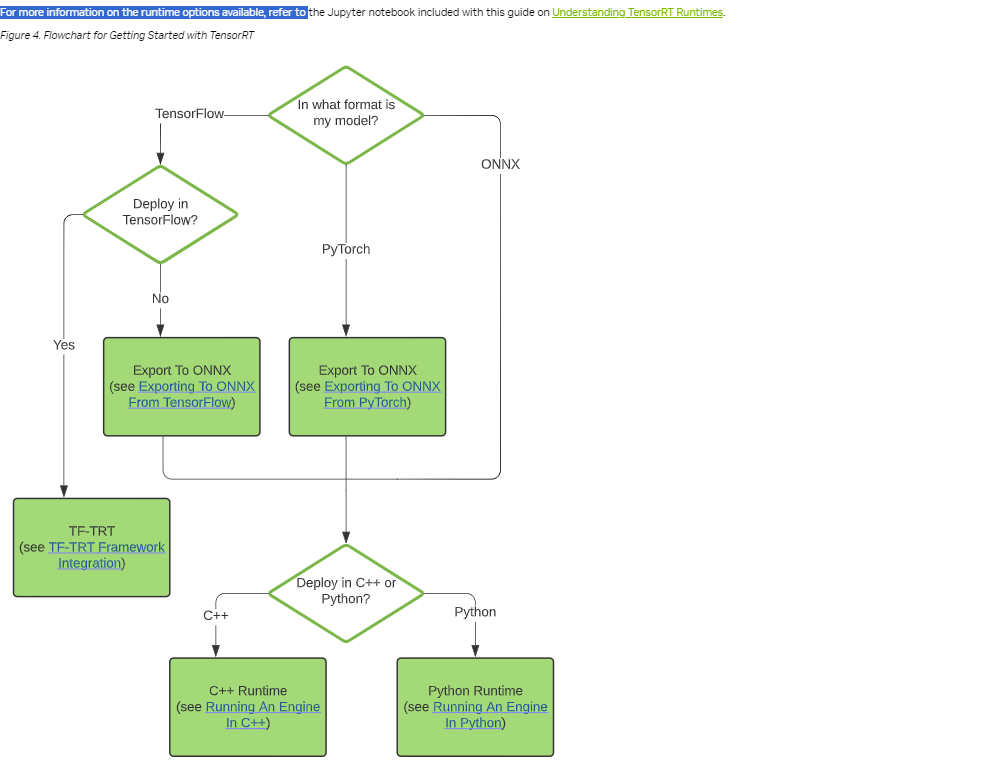 For more information on the runtime options available, refer to the Jupyter notebook included with this guide on Understanding TensorRT Runtimes.
Figure 4. Flowchart for Getting Started with TensorRT
In what format is
my model?
TensorFlow
ONNX
Deploy in
TensorFlow?
PyTorch
No
Yes
Export To ONNX
(see Exporting To ONNX
From TensorFlow)
Export To ONNX
(see Exporting To ONNX
From PyTorch)
TF-TRT
(see TF-TRT Framework
Integration)
Deploy in C++ or
Python?
C++
Python
C++ Runtime
(see Running An Engine
In C++)
Python Runtime
(see Running An Engine
In Python)